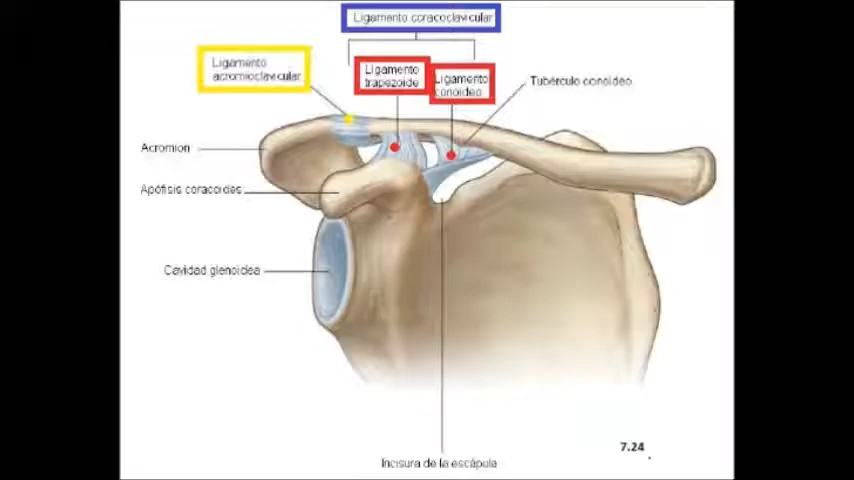 Ligamento coracoclavicular
Ligamento
acromioclavicular
Ligamento
trapezoide
Ligamento
conoideo
Tubérculo conoideo
Acromion
Apófisis coracoides
Cavidad glenoidea
7.24
Incisura de la escápula